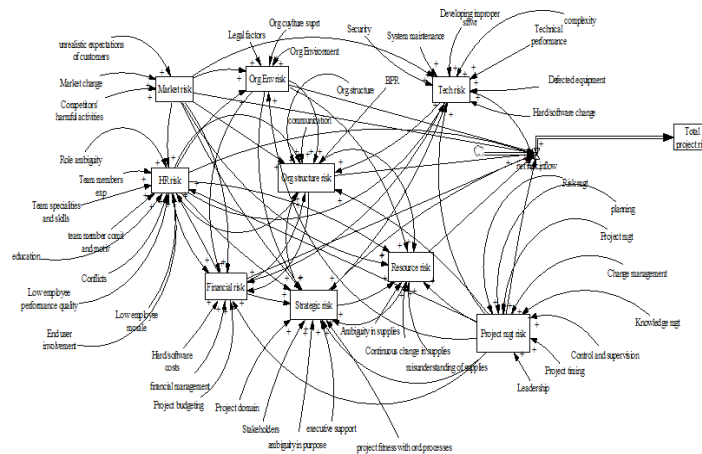 Developing improper
softwr
complexity
Org culture suprt
Security
Legal factors
System maintenance
Technical
performance
unrealistic expectations
of customers
Org Environment
Org structure
BPR
Defected equipment
Market change
Market risk
Org Env risk
Tech risk
Competitors'
harmful activities
Hard/software change
communication
Total
project risk
Role ambiguity
net risk inflow
Team members
exp
HR risk
Org structure risk
Risk mgt
planning
Team specialities
and skills
Project mgt
team member comit
and motiv
education
Conflicts
Resource risk
Change management
Low employee
performance quality
Financial risk
Strategic risk
Low employee
morale
Ambiguity in supplies
Project mgt risk
Knowledge mgt
End user
involvement
Continuous change in supplies
Hard/software
costs
misunderstanding of supplies
Control and supervision
Project timing
financial management
Leadership
Project budgeting
Project domain
Stakeholders
executive support
ambiguity in purpose
project fitness with ord processes